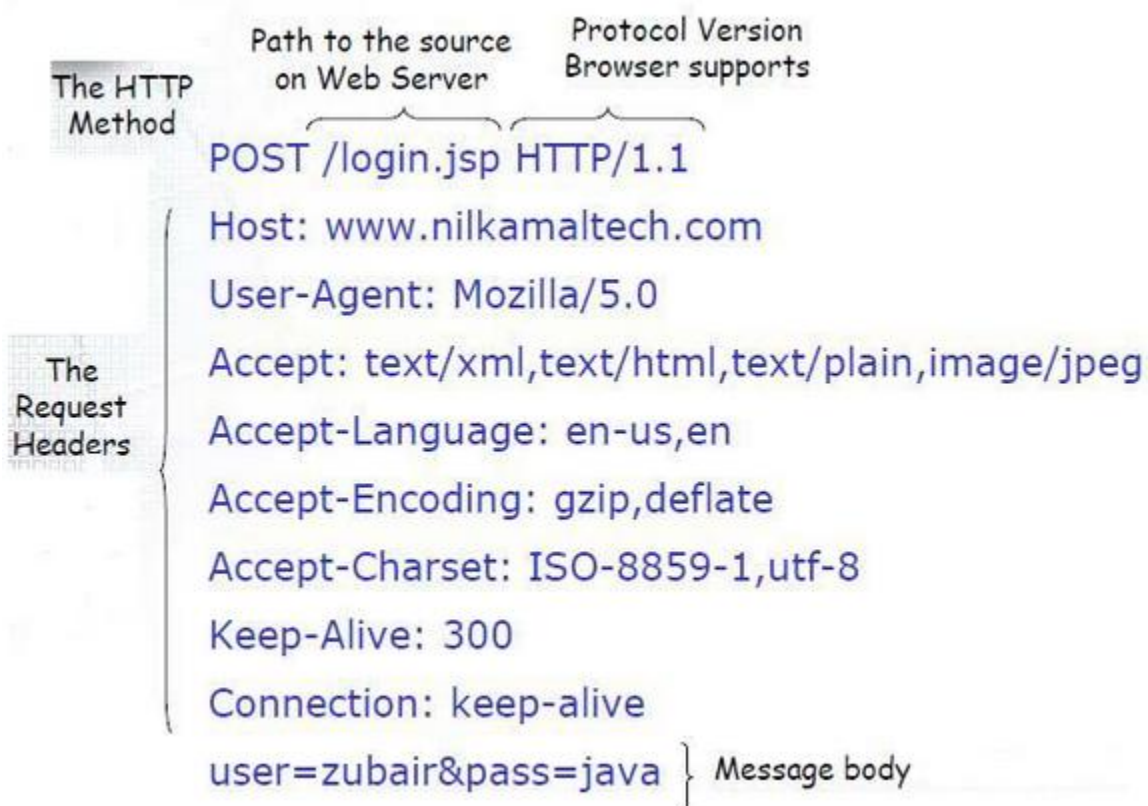 Path to the source
on Web Server
Protocol Version
Browser supports
The HTTP
Method
POST /login.jsp HTTP/1.1
Host: www.nilkamaltech.com
User-Agent: Mozilla/5.0
Accept: text/xml,text/html,text/plain,image/jpeg
The
Request
Headers
Accept-Language: en-us,en
Accept-Encoding: gzip,deflate
Accept-Charset: ISO-8859-1,utf-8
Keep-Alive: 300
Connection: keep-alive
user=zubair&pass=java
Message body